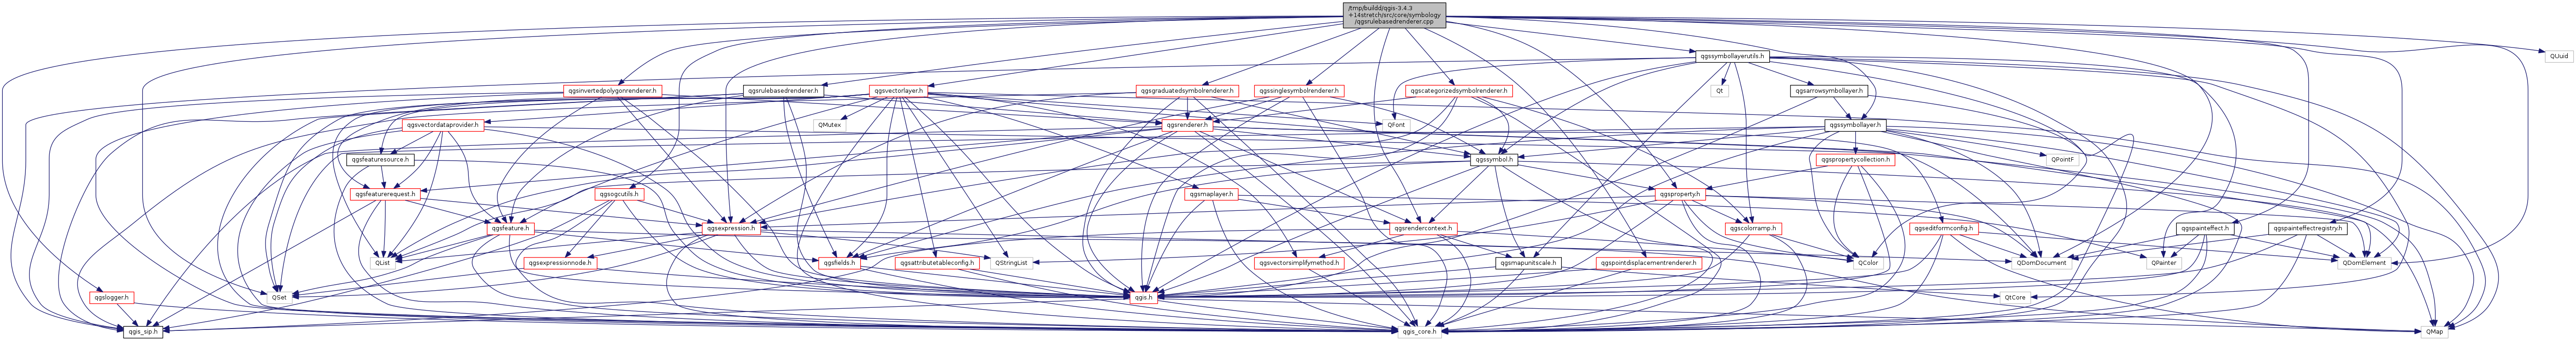 /tmp/buildd/qgis-3.4.3
+14stretch/src/core/symbology
/qgsrulebasedrenderer.cpp
QUuid
qgssymbollayerutils.h
qgsinvertedpolygonrenderer.h
qgsrulebasedrenderer.h
qgsvectorlayer.h
qgsgraduatedsymbolrenderer.h
qgssinglesymbolrenderer.h
qgscategorizedsymbolrenderer.h
Qt
qgsarrowsymbollayer.h
qgsvectordataprovider.h
QMutex
qgsrenderer.h
QFont
qgssymbollayer.h
qgsfeaturesource.h
qgssymbol.h
qgspropertycollection.h
QPointF
qgsfeaturerequest.h
qgsogcutils.h
qgsmaplayer.h
qgsproperty.h
qgsfeature.h
qgsexpression.h
qgsrendercontext.h
qgscolorramp.h
qgseditformconfig.h
qgspainteffect.h
qgspainteffectregistry.h
QList
qgsexpressionnode.h
qgsfields.h
qgsattributetableconfig.h
QStringList
qgsvectorsimplifymethod.h
qgsmapunitscale.h
QColor
qgspointdisplacementrenderer.h
QDomDocument
QPainter
QDomElement
qgslogger.h
QSet
qgis.h
QtCore
qgis_sip.h
qgis_core.h
QMap